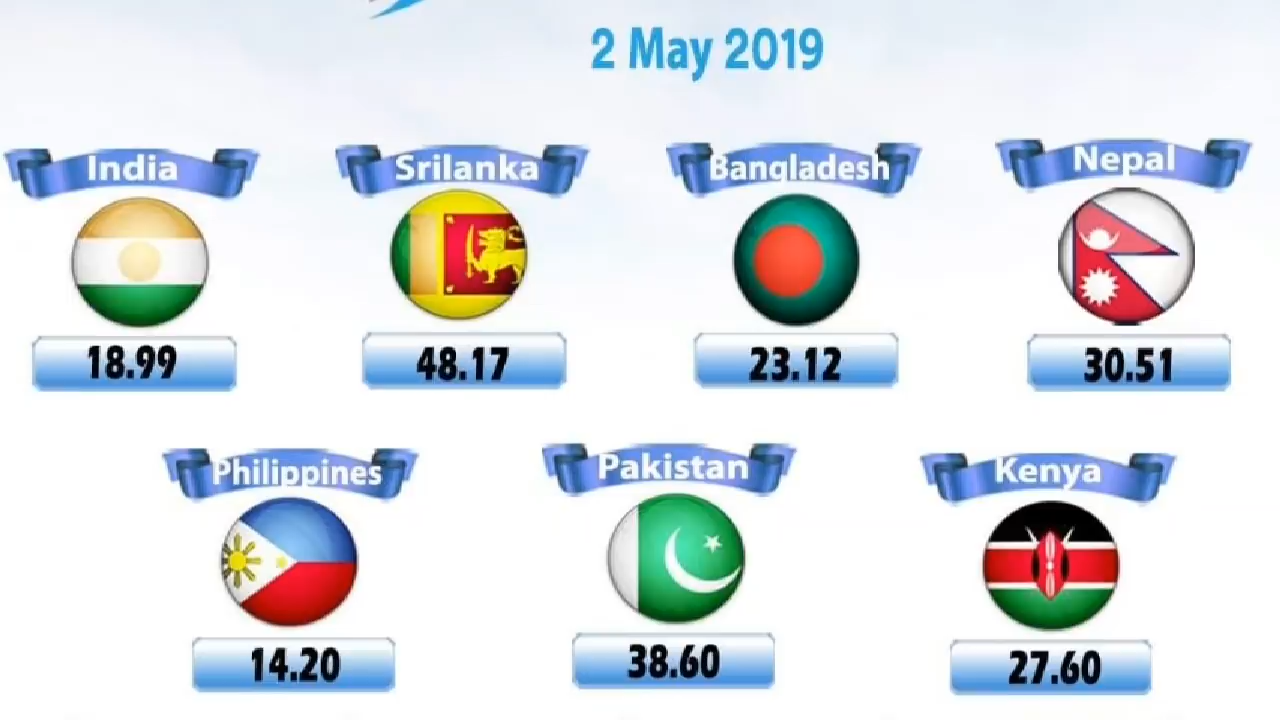 2 May 2019
India
Srilanka
Bangladesh
Nepal
18.99
48.17
23.12
30.51
Philippines
Pakistan
Kenya
14.20
38.60
27.60